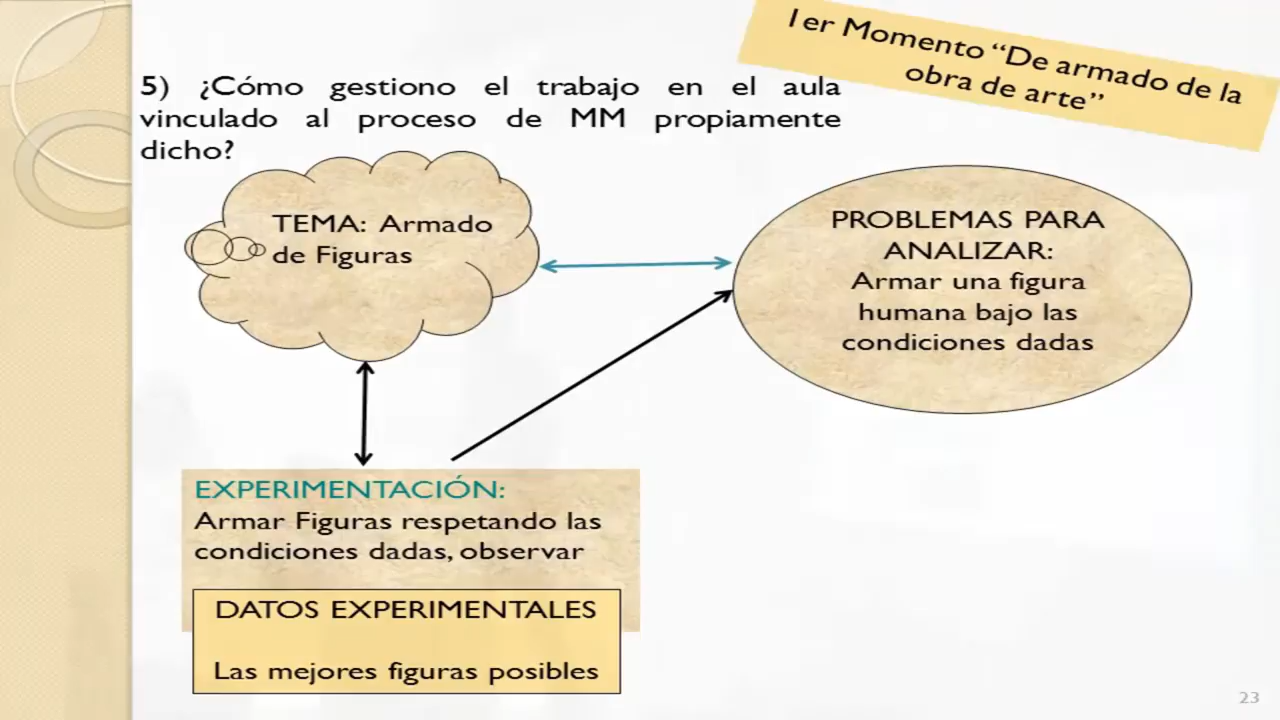 1er Momento “De armado de la
obra de arte”
5) ¿Cómo gestiono el trabajo en el aula
vinculado al proceso de MM propiamente
dicho?
TEMA: Armado
de Figuras
PROBLEMAS PARA
ANALIZAR:
Armar una figura
humana bajo las
condiciones dadas
EXPERIMENTACIÓN:
Armar Figuras respetando las
condiciones dadas, observar
DATOS EXPERIMENTALES
Las mejores figuras posibles
23